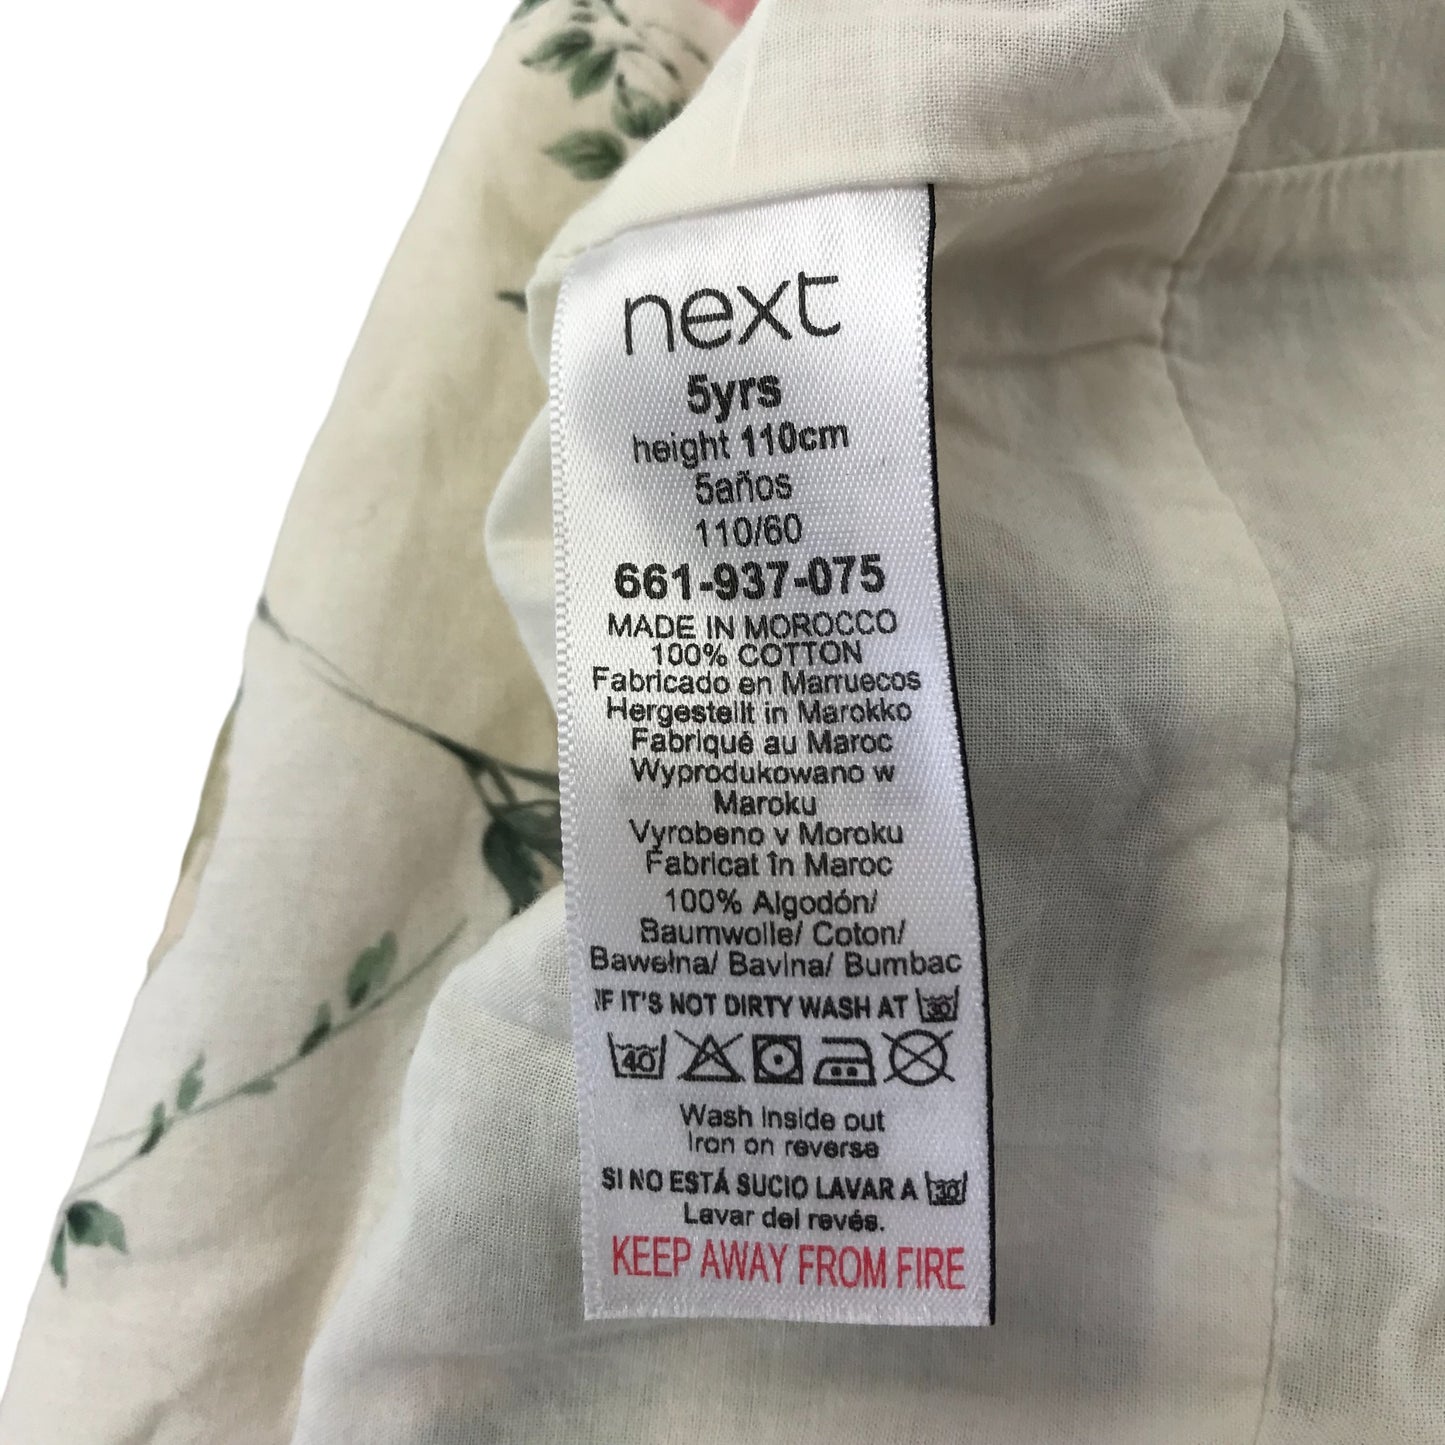 next
5yrs
height 110cm
5años
110/60
661-937-075
MADE IN MOROCCO
100% COTTON
Fabricado en Marruecos
Hergestellt in Marokko
Fabriqué au Maroc
Wyprodukowano w
Maroku
Vyrobeno v Moroku
Fabricat în Maroc
100% Algodón/
Baumwolle/ Coton/
Bawełna/ Bavlna/ Bumbac
IF IT'S NOT DIRTY WASH AT 30
40
Wash inside out
Iron on reverse
SI NO ESTÁ SUCIO LAVAR A 30
Lavar del revés.
KEEP AWAY FROM FIRE